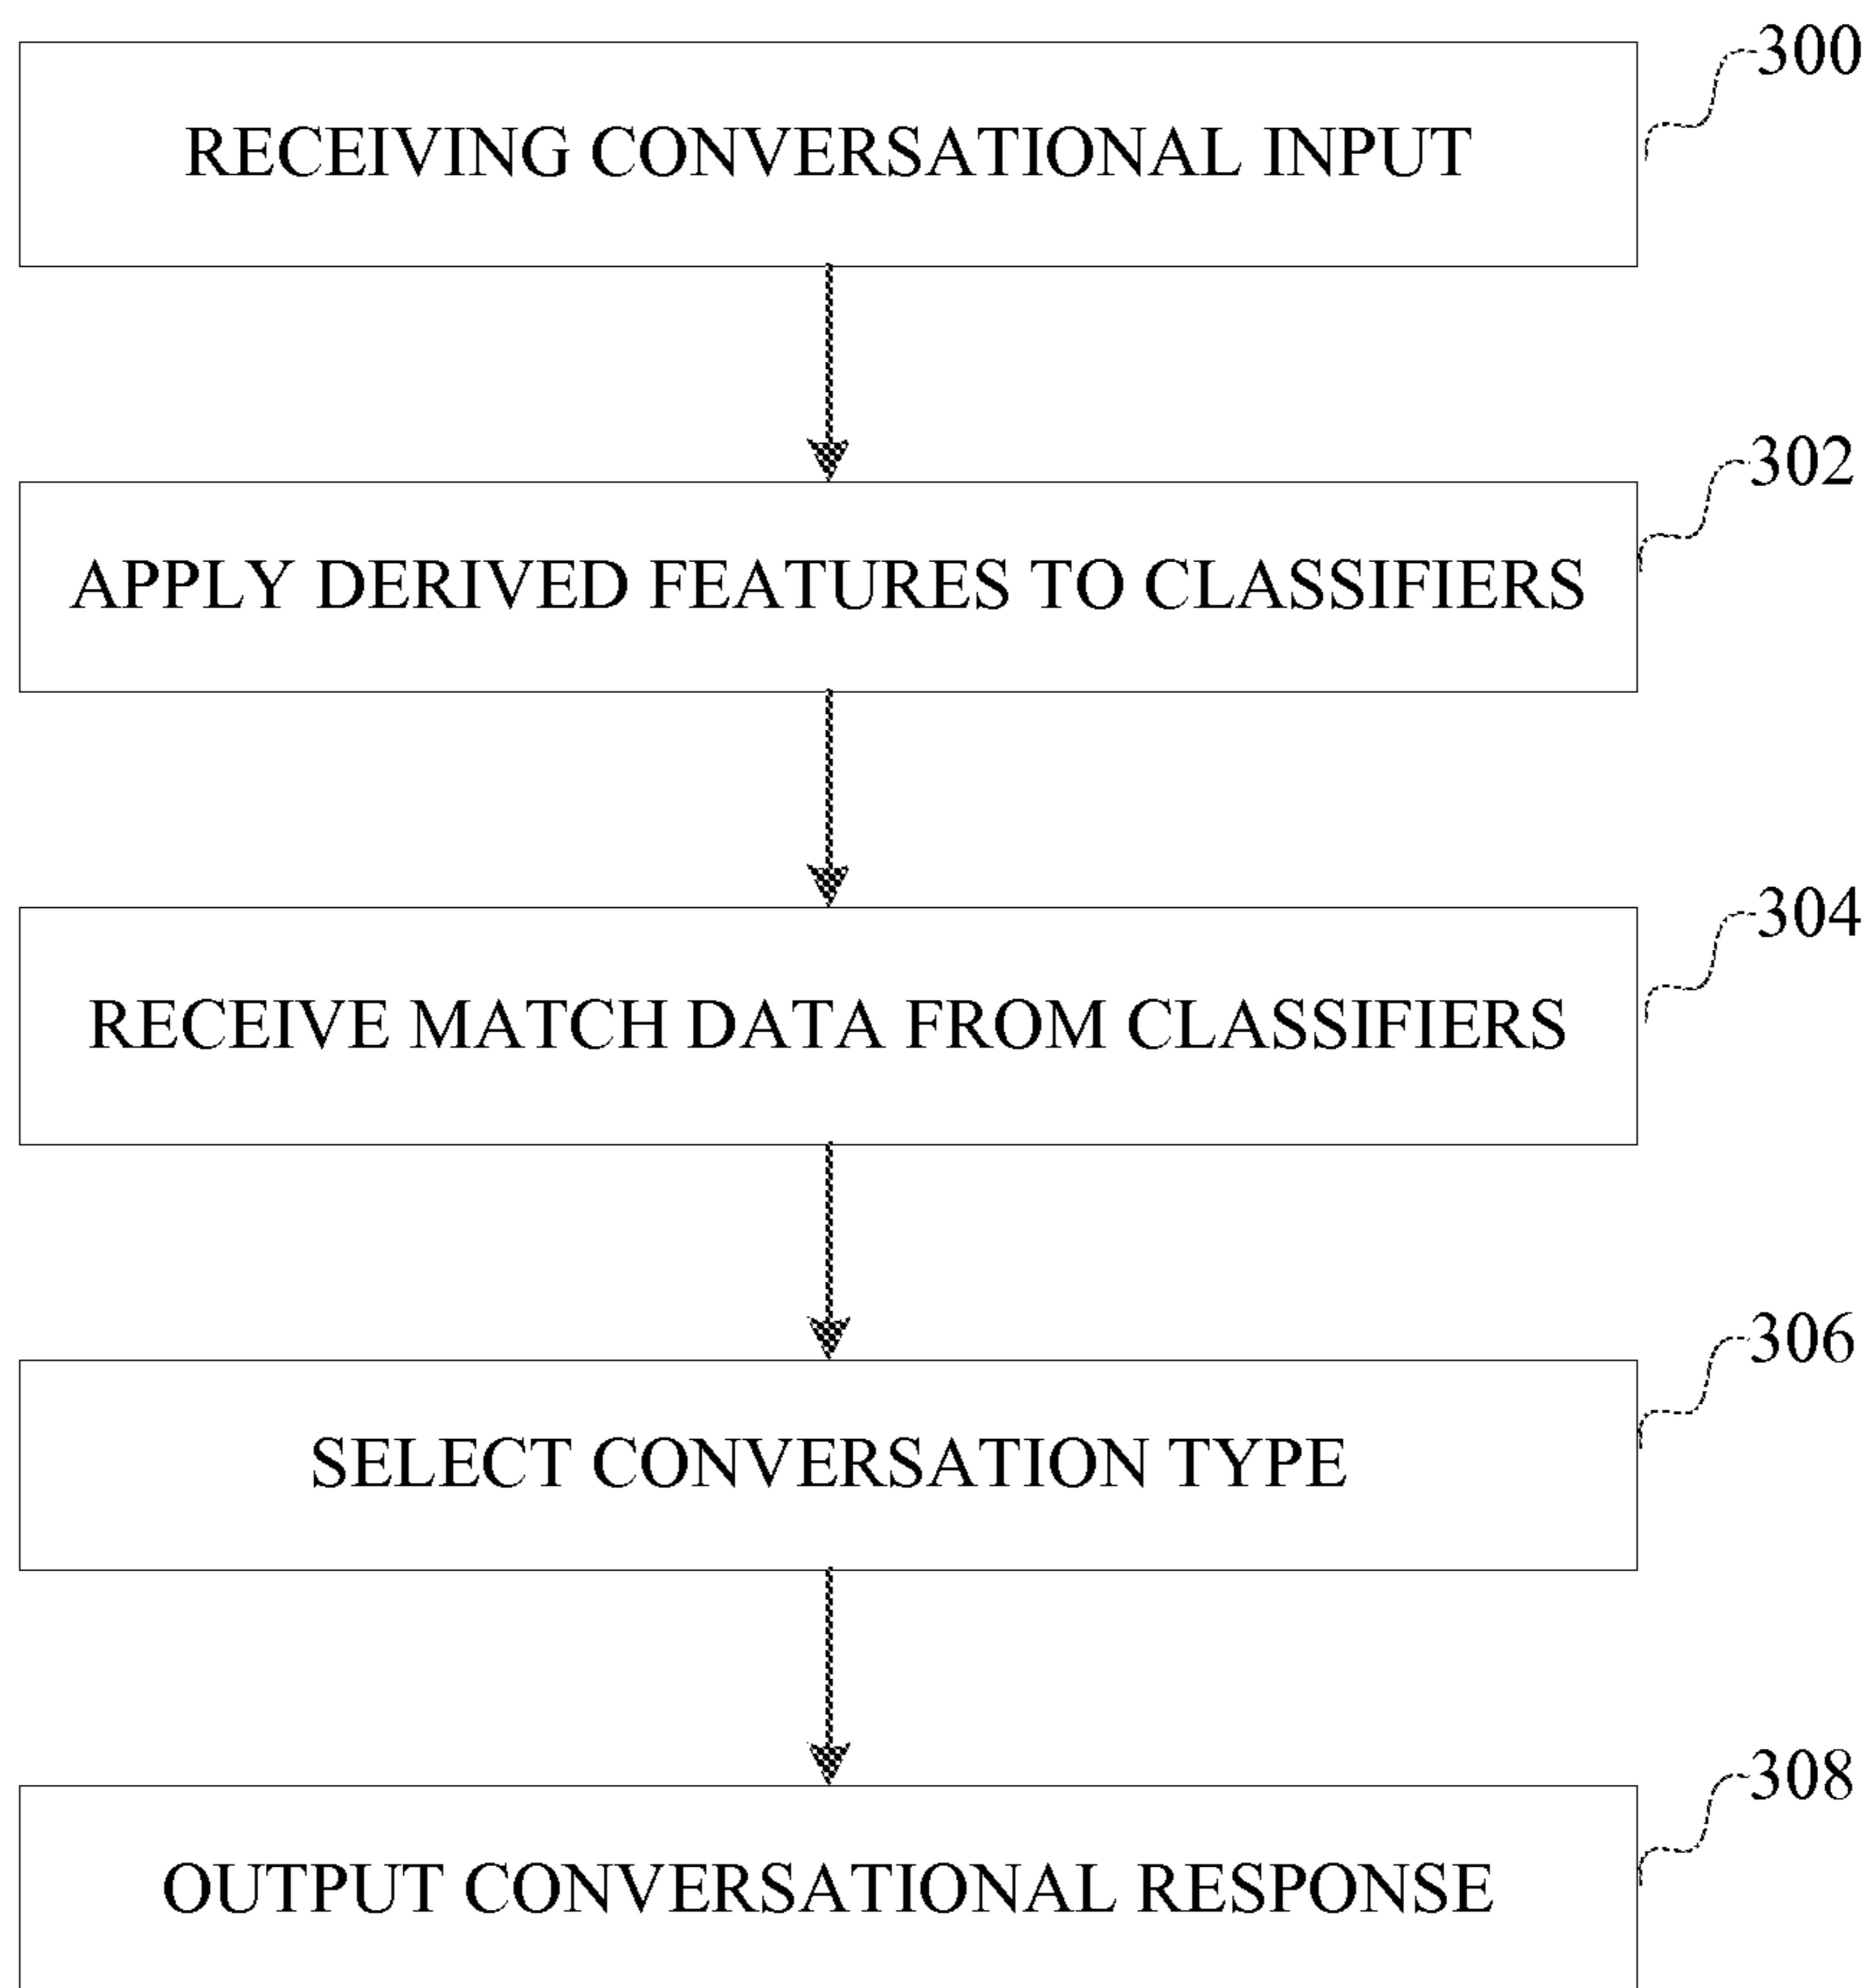 300
RECEIVING CONVERSATIONAL INPUT
302
APPLY DERIVED FEATURES TO CLASSIFIERS
304
RECEIVE MATCH DATA FROM CLASSIFIERS
306
SELECT CONVERSATION TYPE
308
OUTPUT CONVERSATIONAL RESPONSE